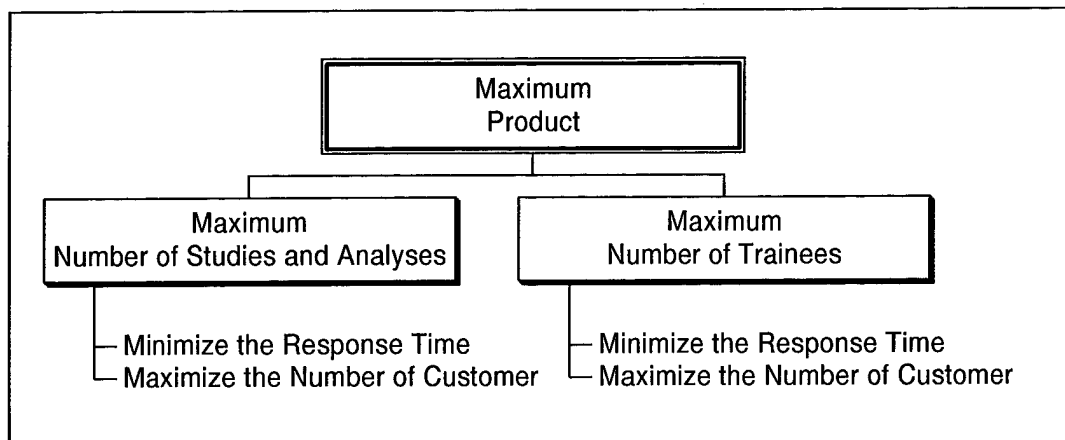 Maximum
Product
Maximum
Number of Studies and Analyses
Minimize the Response Time
Maximize the Number of Customer
Maximum
Number of Trainees
Minimize the Response Time
Maximize the Number of Customer